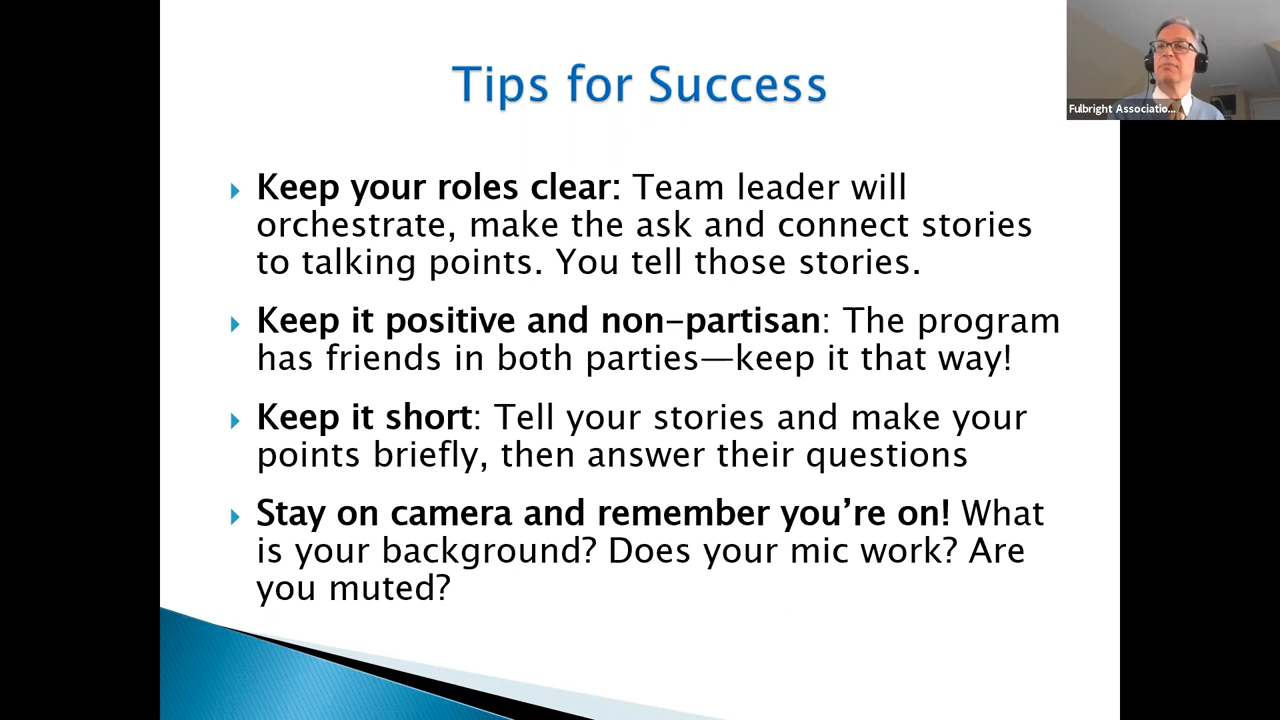 Tips for Success
Fulbright Associatio...
Keep your roles clear: Team leader will
orchestrate, make the ask and connect stories
to talking points. You tell those stories.
Keep it positive and non-partisan: The program
has friends in both parties—keep it that way!
Keep it short: Tell your stories and make your
points briefly, then answer their questions
Stay on camera and remember you’re on! What
is your background? Does your mic work? Are
you muted?